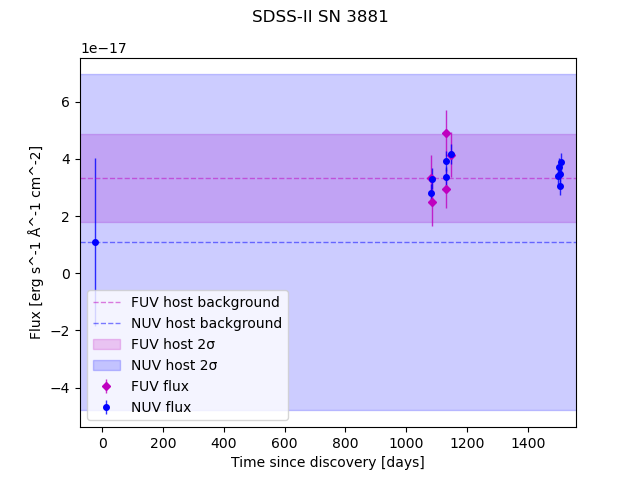 SDSS-II SN 3881
1e−17
Flux [erg s^-1 Å^-1 cm^-2]
6
4
2
0
−2
−4
FUV host background
NUV host background
FUV host 2σ
NUV host 2σ
FUV flux
NUV flux
0 200 400 600 800 1000 1200 1400
Time since discovery [days]